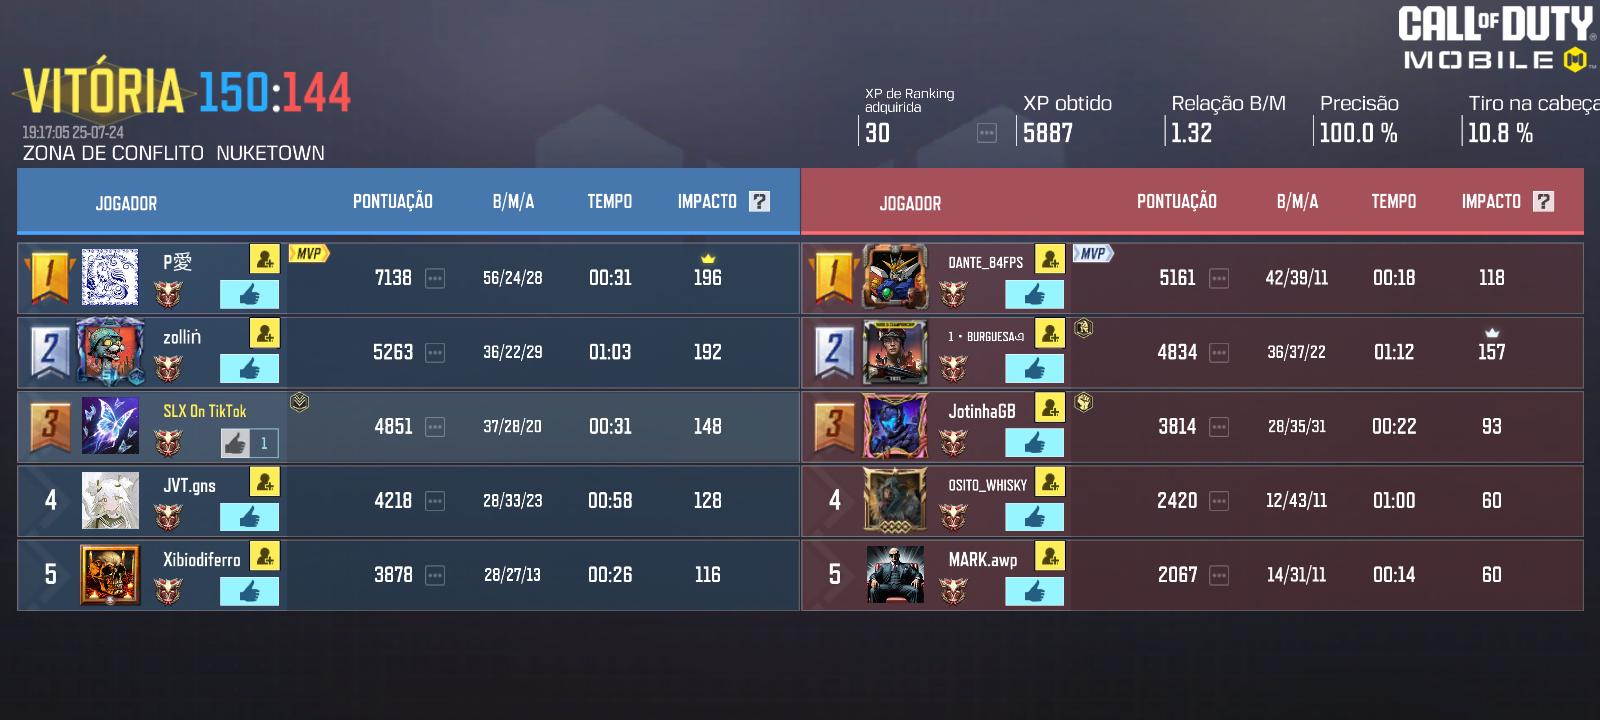 CALL OF DUTY
MOBILE
VITÓRIA 150:144
19:17:05 25-07-24
ZONA DE CONFLITO NUKETOWN
XP de Ranking adquirida
30
XP obtido
5887
Relação B/M
1.32
Precisão
100.0 %
Tiro na cabeça
10.8 %
JOGADOR PONTUAÇÃO B/M/A TEMPO IMPACTO ?
1 P愛 MVP 7138 56/24/28 00:31 196
2 zolliṅ 5263 36/22/29 01:03 192
3 SLX On TikTok 1 4851 37/28/20 00:31 148
4 JVT.gns 4218 28/33/23 00:58 128
5 Xibiodiferro 3878 28/27/13 00:26 116
JOGADOR PONTUAÇÃO B/M/A TEMPO IMPACTO ?
1 DANTE_84FPS MVP 5161 42/39/11 00:18 118
2 1 • BURGUESA 4834 36/37/22 01:12 157
3 JotinhaGB 3814 28/35/31 00:22 93
4 OSITO_WHISKY 2420 12/43/11 01:00 60
5 MARK.awp 2067 14/31/11 00:14 60